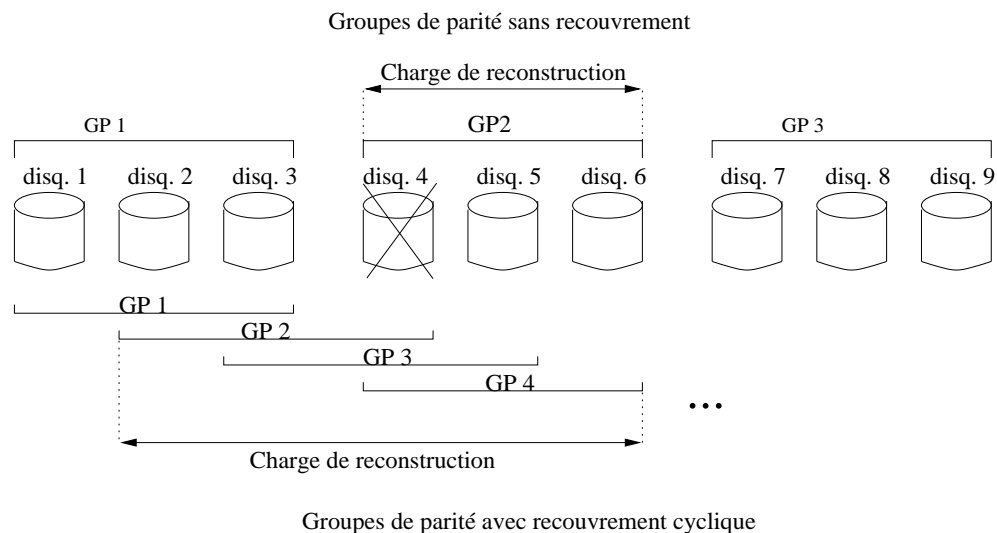 Groupes de parité sans recouvrement
Charge de reconstruction
GP 1 GP2 GP 3
disq. 1 disq. 2 disq. 3 disq. 4 disq. 5 disq. 6 disq. 7 disq. 8 disq. 9
GP 1
GP 2
GP 3
GP 4
...
Charge de reconstruction
Groupes de parité avec recouvrement cyclique